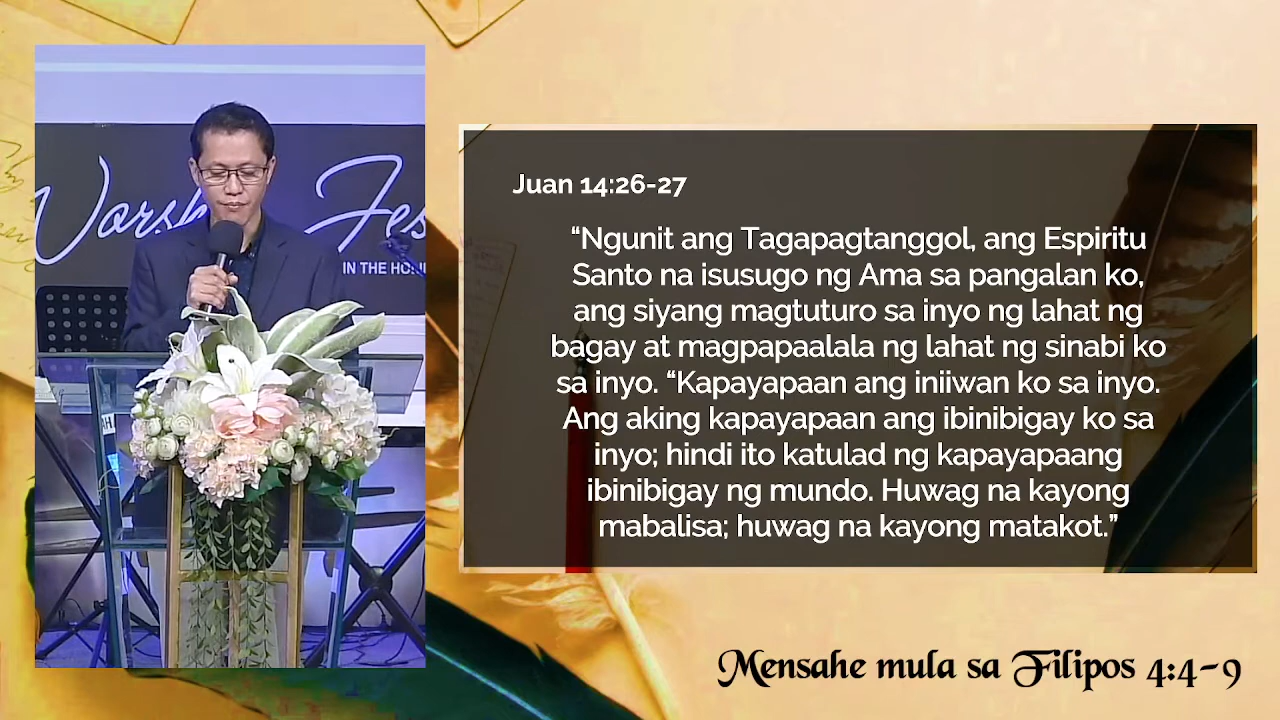 Worsh Fes
IN THE HON
Juan 14:26-27
“Ngunit ang Tagapagtanggol, ang Espiritu
Santo na isusugo ng Ama sa pangalan ko,
ang siyang magtuturo sa inyo ng lahat ng
bagay at magpapaalala ng lahat ng sinabi ko
sa inyo. “Kapayapaan ang iniiwan ko sa inyo.
Ang aking kapayapaan ang ibinibigay ko sa
inyo; hindi ito katulad ng kapayapaang
ibinibigay ng mundo. Huwag na kayong
mabalisa; huwag na kayong matakot.”
Mensahe mula sa Filipos 4:4-9